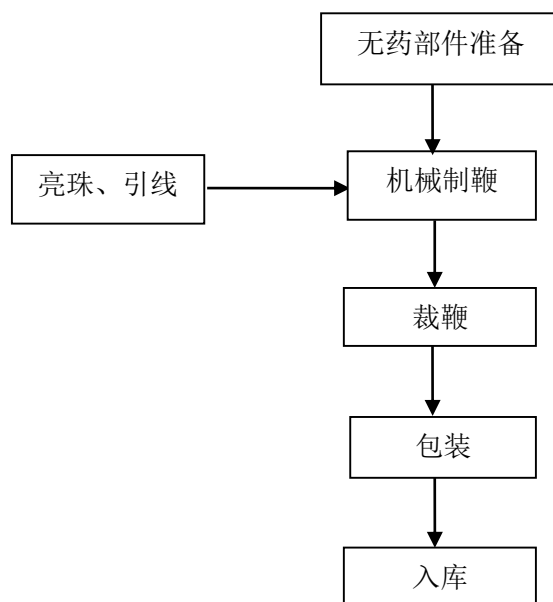 无药部件准备
亮珠、引线
机械制鞭
裁鞭
包装
入库